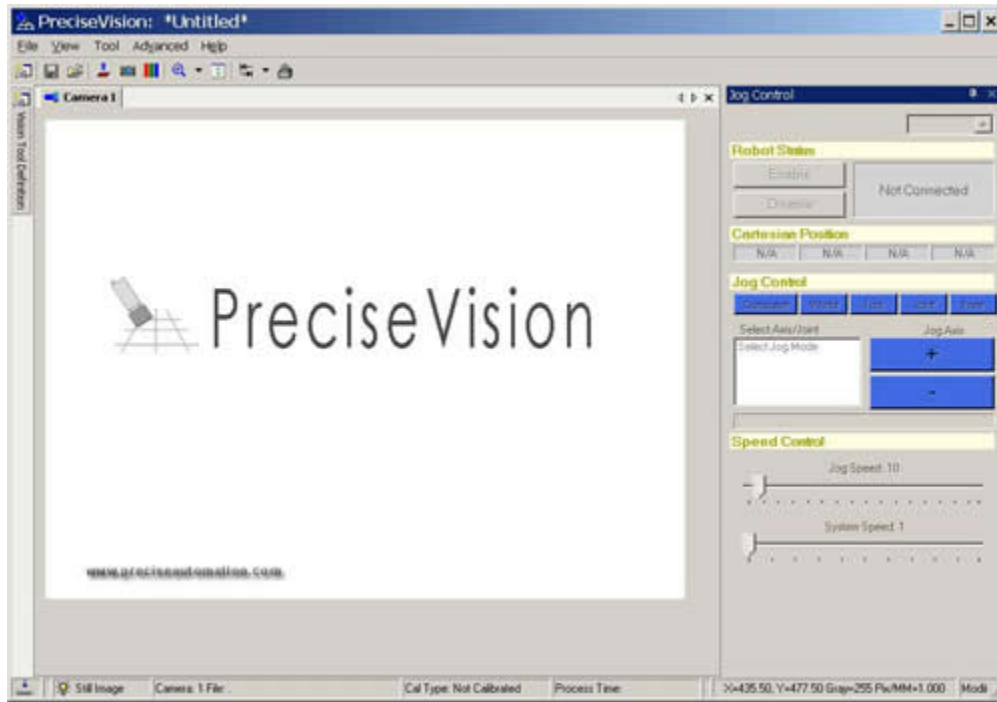 PreciseVision: *Untitled*
File View Tool Advanced Help
Camera 1
Vision Tool Definition
PreciseVision
www.preciseautomation.com
Jog Control
Robot Status
Enable
Disable
Not Connected
Cartesian Position
N/A N/A N/A N/A
Jog Control
Computer World Tool Joint Free
Select Axis/Joint Jog Axis
Select Jog Mode
+
-
Speed Control
Jog Speed: 10
System Speed: 1
Still Image Camera: 1 File: . Cal Type: Not Calibrated Process Time: X=435.50, Y=477.50 Gray=255 Pix/MM=1.000 Modi